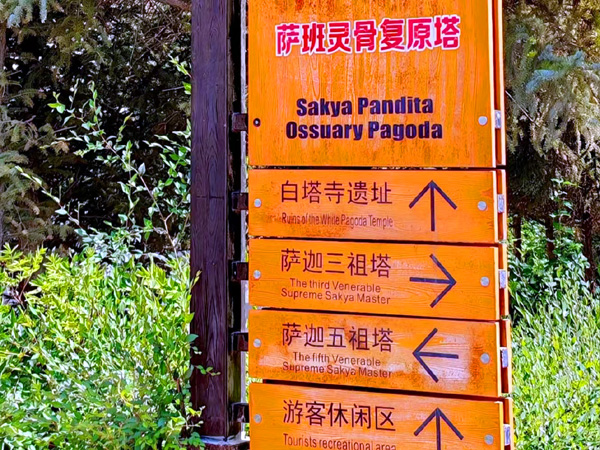 萨班灵骨复原塔
Sakya Pandita
Ossuary Pagoda
白塔寺遗址
Ruins of the White Pagoda Temple
萨迦三祖塔
The third Venerable
Supreme Sakya Master
萨迦五祖塔
The fifth Venerable
Supreme Sakya Master
游客休闲区
Tourists recreational area